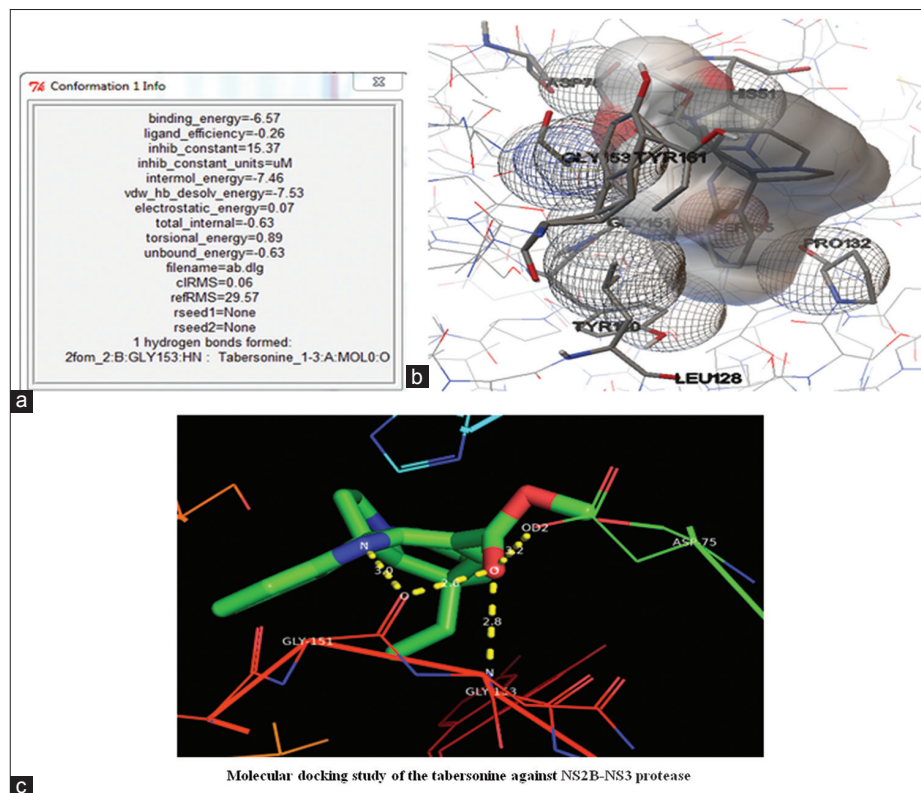 Conformation 1 Info
binding_energy=-6.57
ligand_efficiency=-0.26
inhib_constant=15.37
inhib_constant_units=uM
intermol_energy=-7.46
vdw_hb_desolv_energy=-7.53
electrostatic_energy=0.07
total_internal=-0.63
torsional_energy=0.89
unbound_energy=-0.63
filename=ab.dlg
clRMS=0.06
refRMS=29.57
rseed1=None
rseed2=None
1 hydrogen bonds formed:
2fom_2:B:GLY153:HN : Tabersonine_1-3:A:MOL0:O
a
GLY153
TYR161
GLY151
PRO132
LEU128
b
OD2
ASP-75
N
3.2
3.0
O
O
2.8
GLY-151
N
c
Molecular docking study of the tabersonine against NS2B-NS3 protease